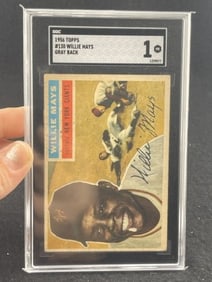 SGC
1956 TOPPS
#130 WILLIE MAYS
GRAY BACK
1
WILLIE MAYS
NEW YORK GIANTS
Willie Mays